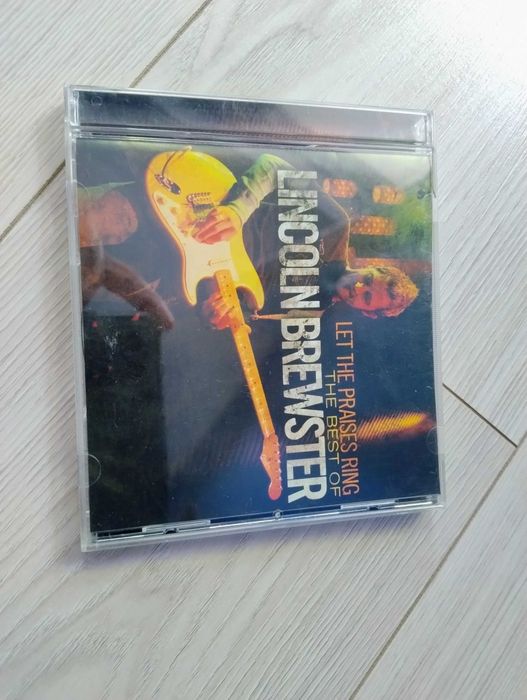 LET THE PRAISES RING
THE BEST OF
LINCOLN BREWSTER